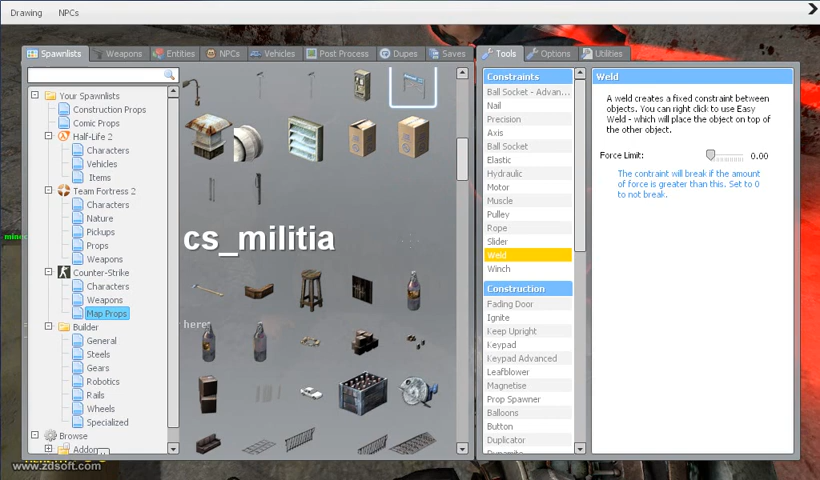 Drawing NPCs
Spawnlists Weapons Entities NPCs Vehicles Post Process Dupes Saves
Tools Options Utilities
Your Spawnlists
Construction Props
Comic Props
Half-Life 2
Characters
Vehicles
Items
Team Fortress 2
Characters
Nature
Pickups
Props
Weapons
Counter-Strike
Characters
Weapons
Map Props
Builder
General
Steels
Gears
Robotics
Rails
Wheels
Specialized
Browse
Addon...
cs_militia
here
Constraints
Ball Socket - Advan...
Nail
Precision
Axis
Ball Socket
Elastic
Hydraulic
Motor
Muscle
Pulley
Rope
Slider
Weld
Winch
Construction
Fading Door
Ignite
Keep Upright
Keypad
Keypad Advanced
Leafblower
Magnetise
Prop Spawner
Balloons
Button
Duplicator
Dynamite
Weld
A weld creates a fixed constraint between
objects. You can right click to use Easy
Weld - which will place the object on top of
the other object.
Force Limit: 0.00
The contraint will break if the amount
of force is greater than this. Set to 0
to not break.
www.zdsoft.com